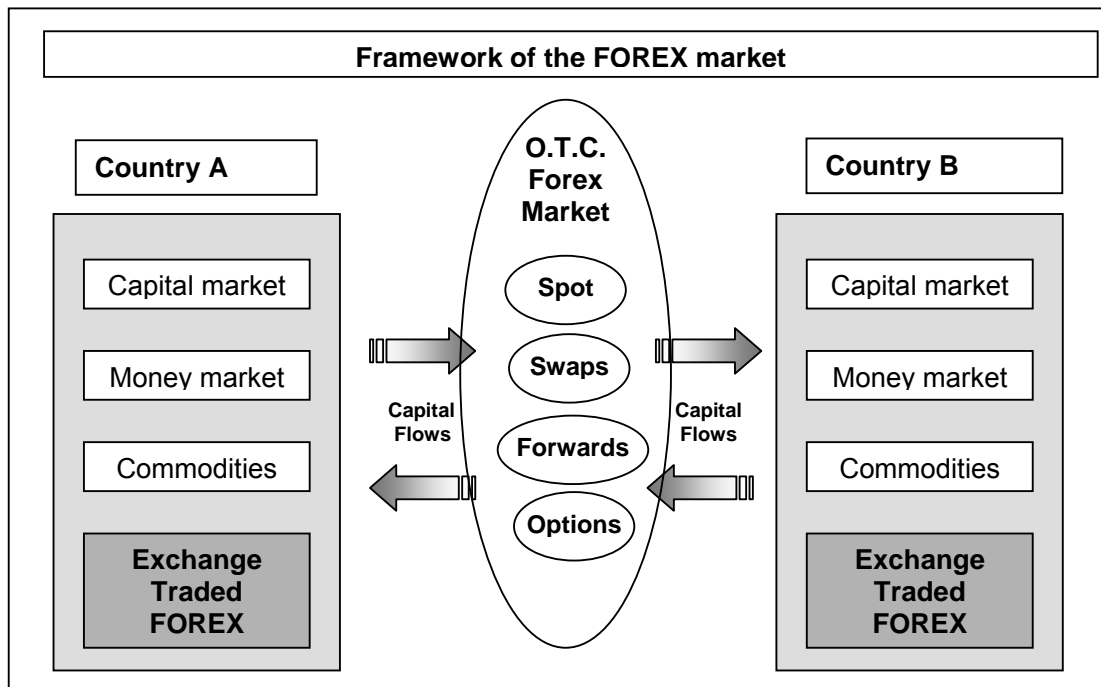 Framework of the FOREX market
Country A
Capital market
Money market
Commodities
Exchange
Traded
FOREX
O.T.C.
Forex
Market
Spot
Swaps
Forwards
Options
Capital
Flows
Capital
Flows
Country B
Capital market
Money market
Commodities
Exchange
Traded
FOREX